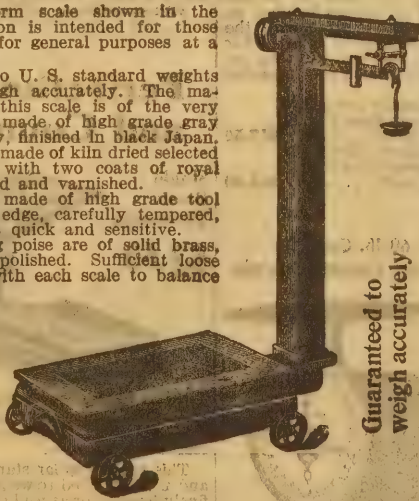 rm scale shown in the
on is intended for those
for general purposes at a
o U. S. standard weights
gh accurately. The ma-
this scale is of the very
made of high grade gray
, finished in black Japan.
made of kiln dried selected
with two coats of royal
d and varnished.
made of high grade tool
edge, carefully tempered,
quick and sensitive.
poise are of solid brass,
polished. Sufficient loose
ith each scale to balance
Guaranteed to
weigh accurately